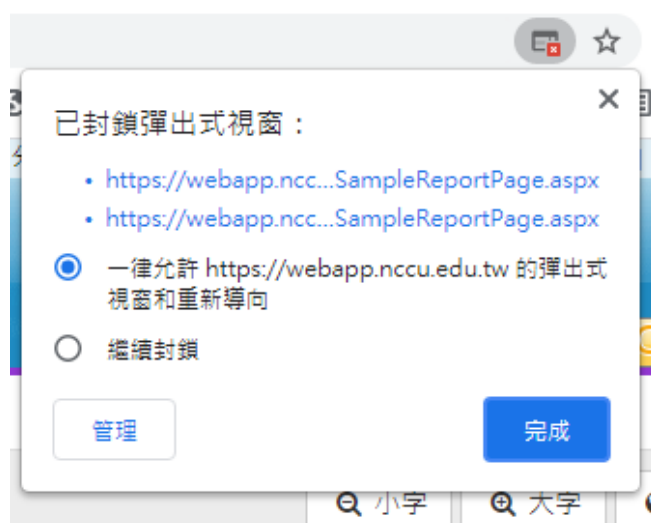 已封鎖彈出式視窗：
https://webapp.ncc...SampleReportPage.aspx
https://webapp.ncc...SampleReportPage.aspx
一律允許 https://webapp.nccu.edu.tw 的彈出式
視窗和重新導向
繼續封鎖
管理
完成
小字
大字